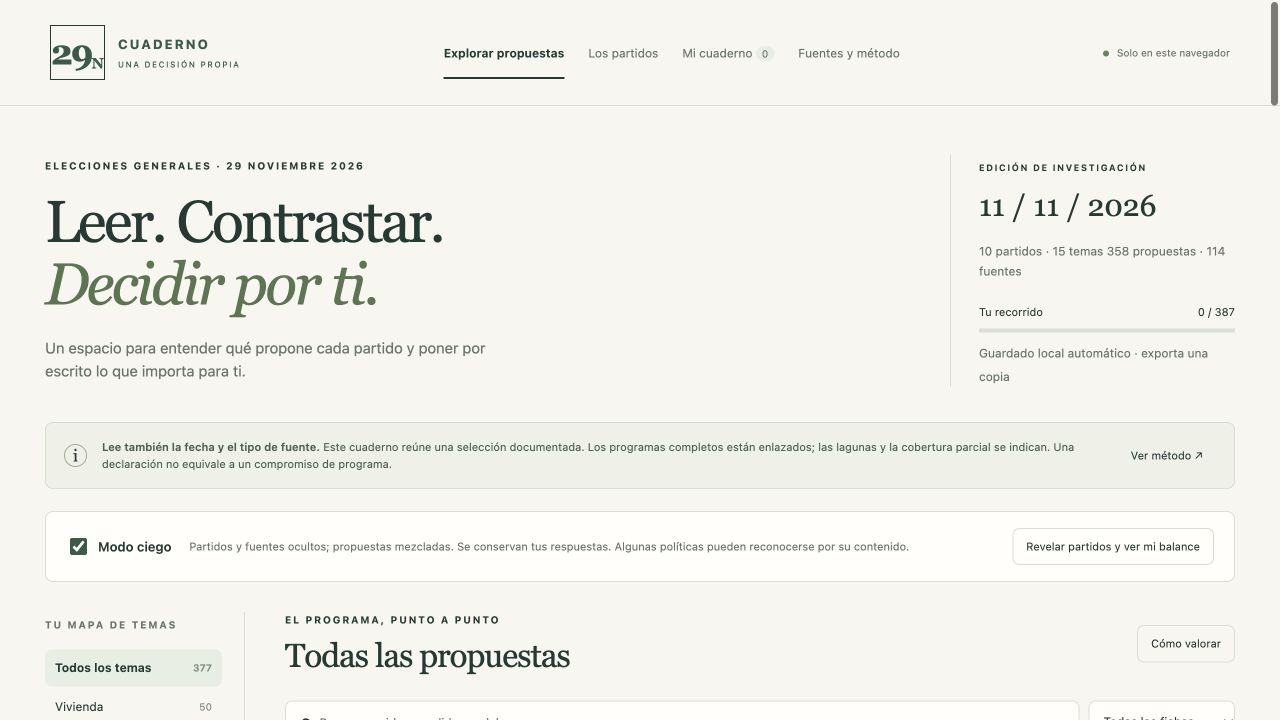 29N
CUADERNO
UNA DECISIÓN PROPIA
Explorar propuestas
Los partidos
Mi cuaderno 0
Fuentes y método
Solo en este navegador
ELECCIONES GENERALES · 29 NOVIEMBRE 2026
Leer. Contrastar.
Decidir por ti.
Un espacio para entender qué propone cada partido y poner por
escrito lo que importa para ti.
EDICIÓN DE INVESTIGACIÓN
11 / 11 / 2026
10 partidos · 15 temas 358 propuestas · 114
fuentes
Tu recorrido 0 / 387
Guardado local automático · exporta una
copia
Lee también la fecha y el tipo de fuente. Este cuaderno reúne una selección documentada. Los programas completos están enlazados; las lagunas y la cobertura parcial se indican. Una
declaración no equivale a un compromiso de programa.
Ver método ↗
Modo ciego
Partidos y fuentes ocultos; propuestas mezcladas. Se conservan tus respuestas. Algunas políticas pueden reconocerse por su contenido.
Revelar partidos y ver mi balance
TU MAPA DE TEMAS
Todos los temas 377
Vivienda 50
EL PROGRAMA, PUNTO A PUNTO
Todas las propuestas
Cómo valorar